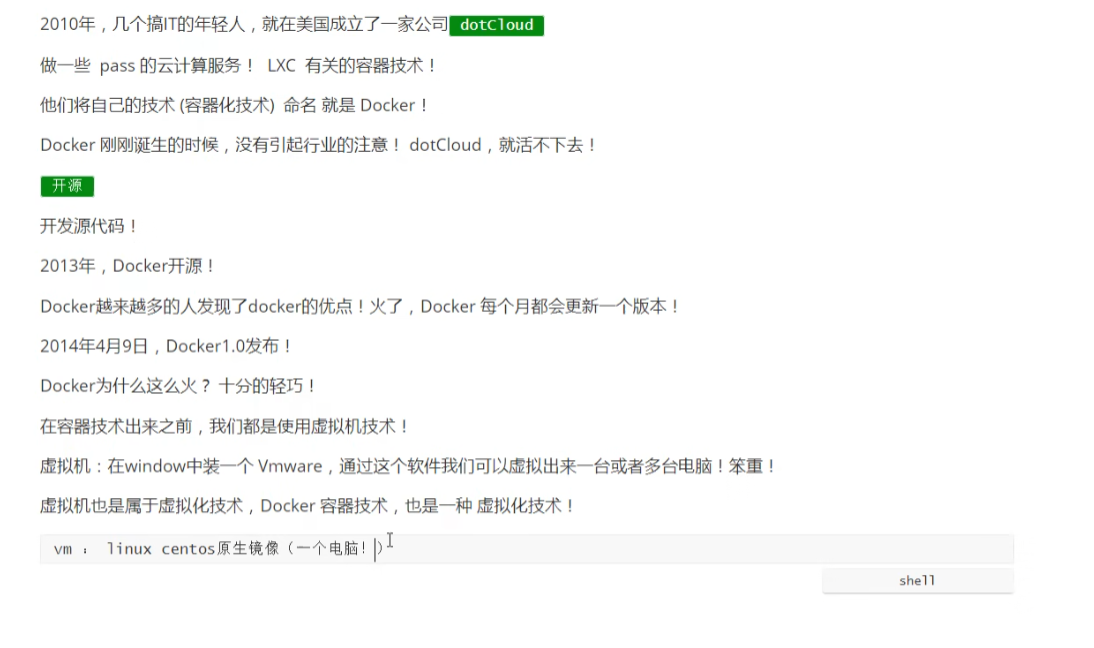 2010年，几个搞IT的年轻人，就在美国成立了一家公司 dotCloud
做一些 pass 的云计算服务！ LXC 有关的容器技术！
他们将自己的技术 (容器化技术) 命名 就是 Docker！
Docker 刚刚诞生的时候，没有引起行业的注意！ dotCloud，就活不下去！
开源
开发源代码！
2013年，Docker开源！
Docker越来越多的人发现了docker的优点！火了，Docker 每个月都会更新一个版本！
2014年4月9日，Docker1.0发布！
Docker为什么这么火？ 十分的轻巧！
在容器技术出来之前，我们都是使用虚拟机技术！
虚拟机：在window中装一个 Vmware，通过这个软件我们可以虚拟出来一台或者多台电脑！笨重！
虚拟机也是属于虚拟化技术，Docker 容器技术，也是一种 虚拟化技术！
vm ： linux centos原生镜像（一个电脑！）
shell